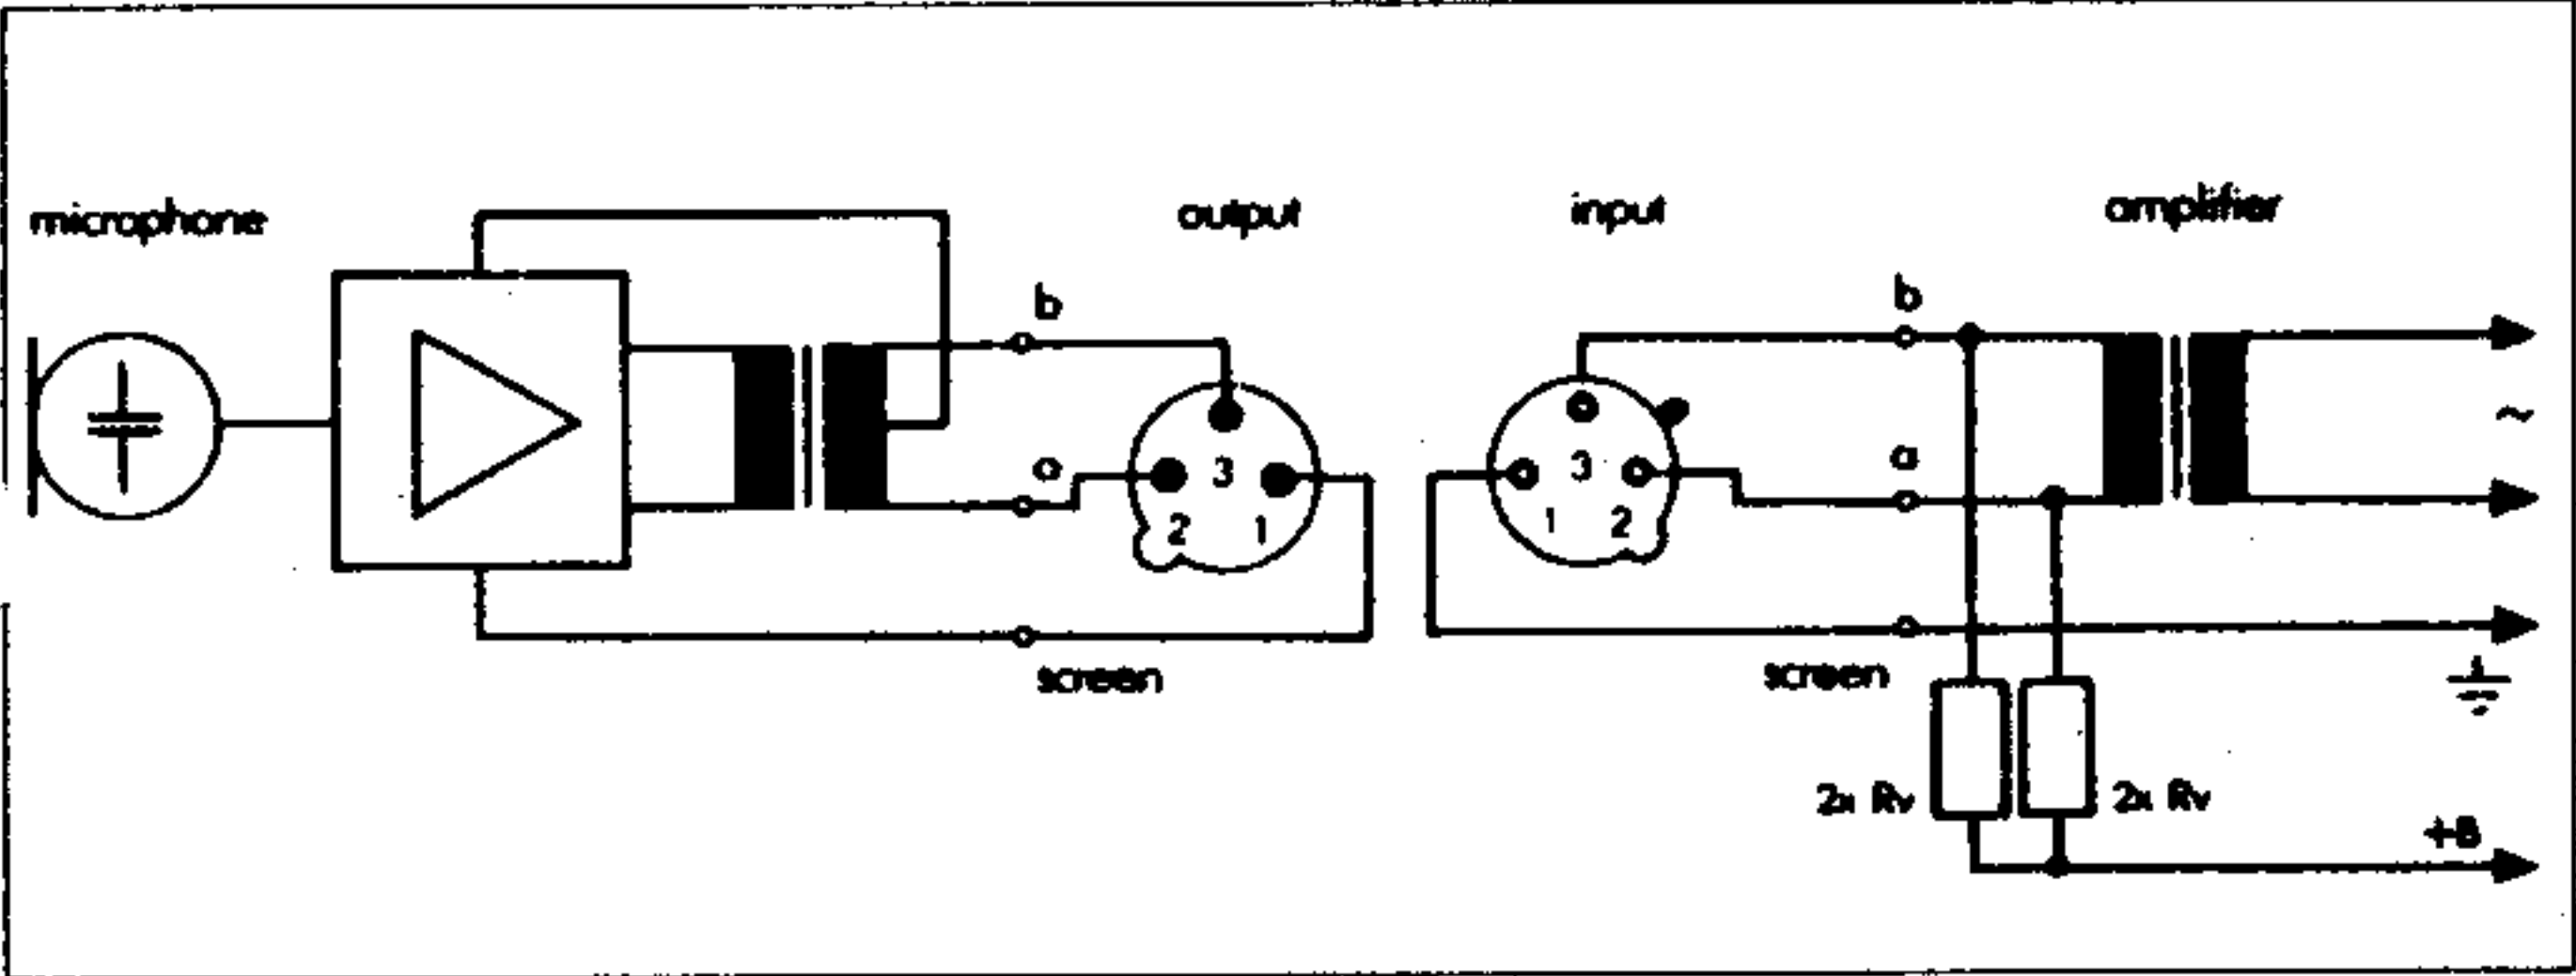 microphone
output
input
amplifier
b
b
a
a
3
2
1
3
1
2
~
screen
screen
2x Rv
2x Rv
+B